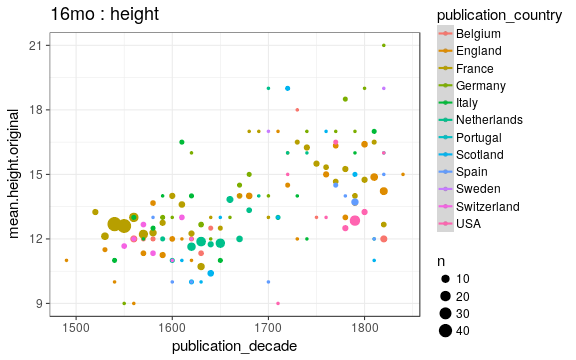 16mo : height
mean.height.original
21
18
15
12
9
1500
1600
1700
1800
publication_decade
publication_country
Belgium
England
France
Germany
Italy
Netherlands
Portugal
Scotland
Spain
Sweden
Switzerland
USA
n
10
20
30
40